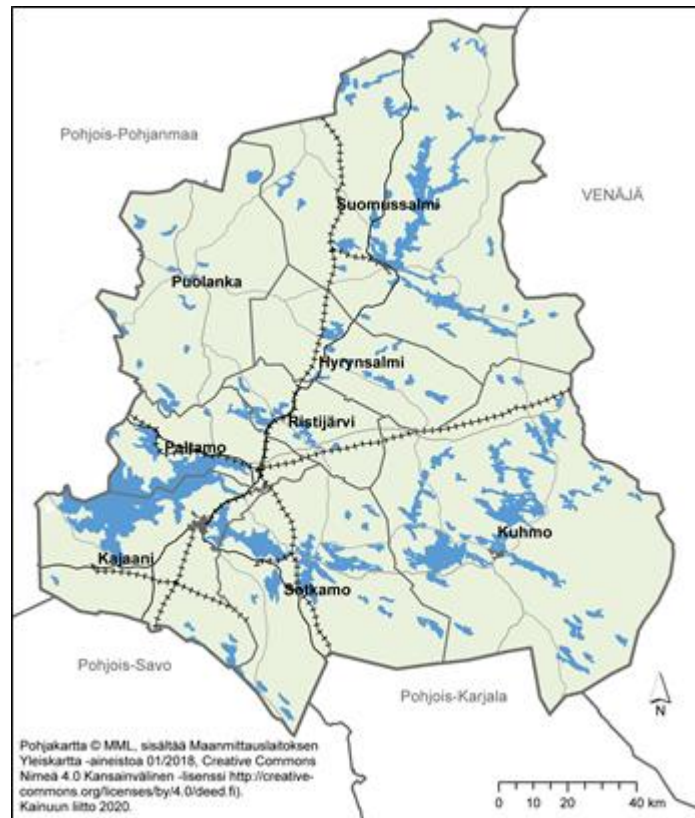 Pohjois-Pohjanmaa
VENÄJÄ
Suomussalmi
Puolanka
Hyrynsalmi
Ristijärvi
Paltamo
Kuhmo
Kajaani
Sotkamo
Pohjois-Savo
Pohjois-Karjala
N
Pohjakartta © MML, sisältää Maanmittauslaitoksen
Yleiskartta -aineistoa 01/2018, Creative Commons
Nimeä 4.0 Kansainvälinen -lisenssi http://creative-
commons.org/licenses/by/4.0/deed.fi).
Kainuun liitto 2020.
0 10 20 40 km